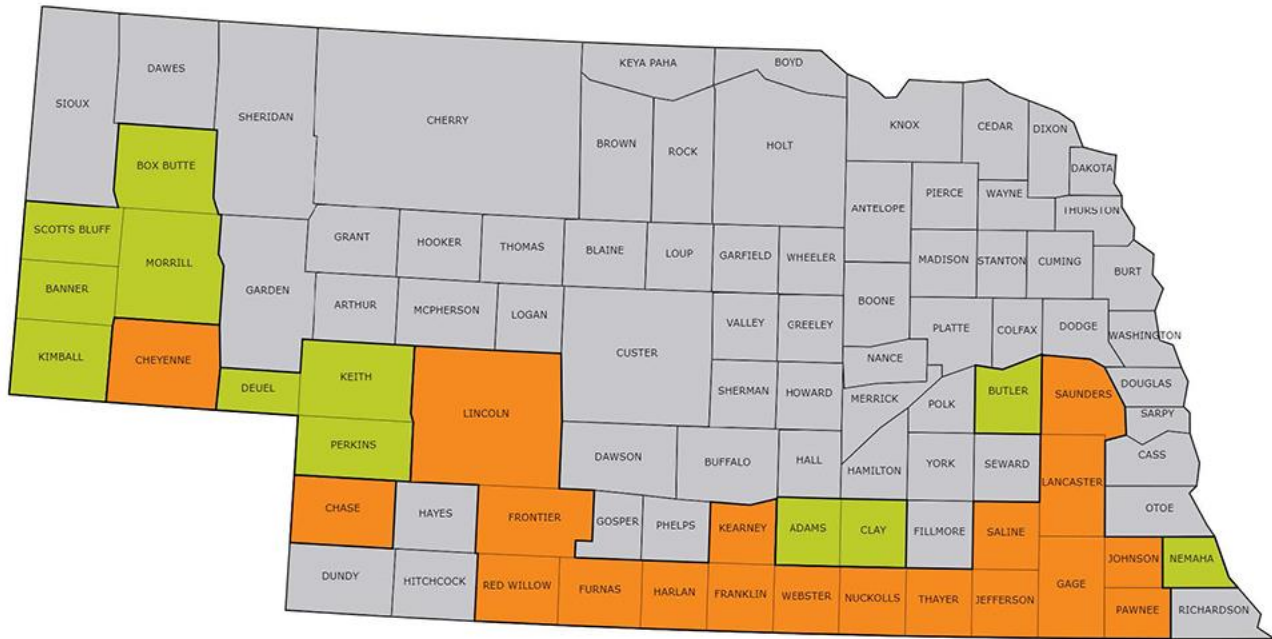 KEYA PAHA
BOYD
DAWES
SIOUX
SHERIDAN
CHERRY
KNOX
CEDAR
DIXON
BROWN
ROCK
HOLT
BOX BUTTE
DAKOTA
PIERCE
WAYNE
ANTELOPE
THURSTON
SCOTTS BLUFF
GRANT
HOOKER
THOMAS
BLAINE
LOUP
GARFIELD
WHEELER
MADISON
STANTON
CUMING
MORRILL
BURT
BANNER
GARDEN
BOONE
ARTHUR
MCPHERSON
LOGAN
VALLEY
GREELEY
PLATTE
COLFAX
DODGE
WASHINGTON
KIMBALL
CHEYENNE
CUSTER
NANCE
KEITH
DEUEL
SHERMAN
HOWARD
MERRICK
POLK
BUTLER
SAUNDERS
DOUGLAS
LINCOLN
SARPY
PERKINS
DAWSON
BUFFALO
HALL
HAMILTON
YORK
SEWARD
CASS
LANCASTER
CHASE
HAYES
FRONTIER
GOSPER
PHELPS
KEARNEY
ADAMS
CLAY
FILLMORE
SALINE
OTOE
JOHNSON
NEMAHA
DUNDY
HITCHCOCK
RED WILLOW
FURNAS
HARLAN
FRANKLIN
WEBSTER
NUCKOLLS
THAYER
JEFFERSON
GAGE
PAWNEE
RICHARDSON